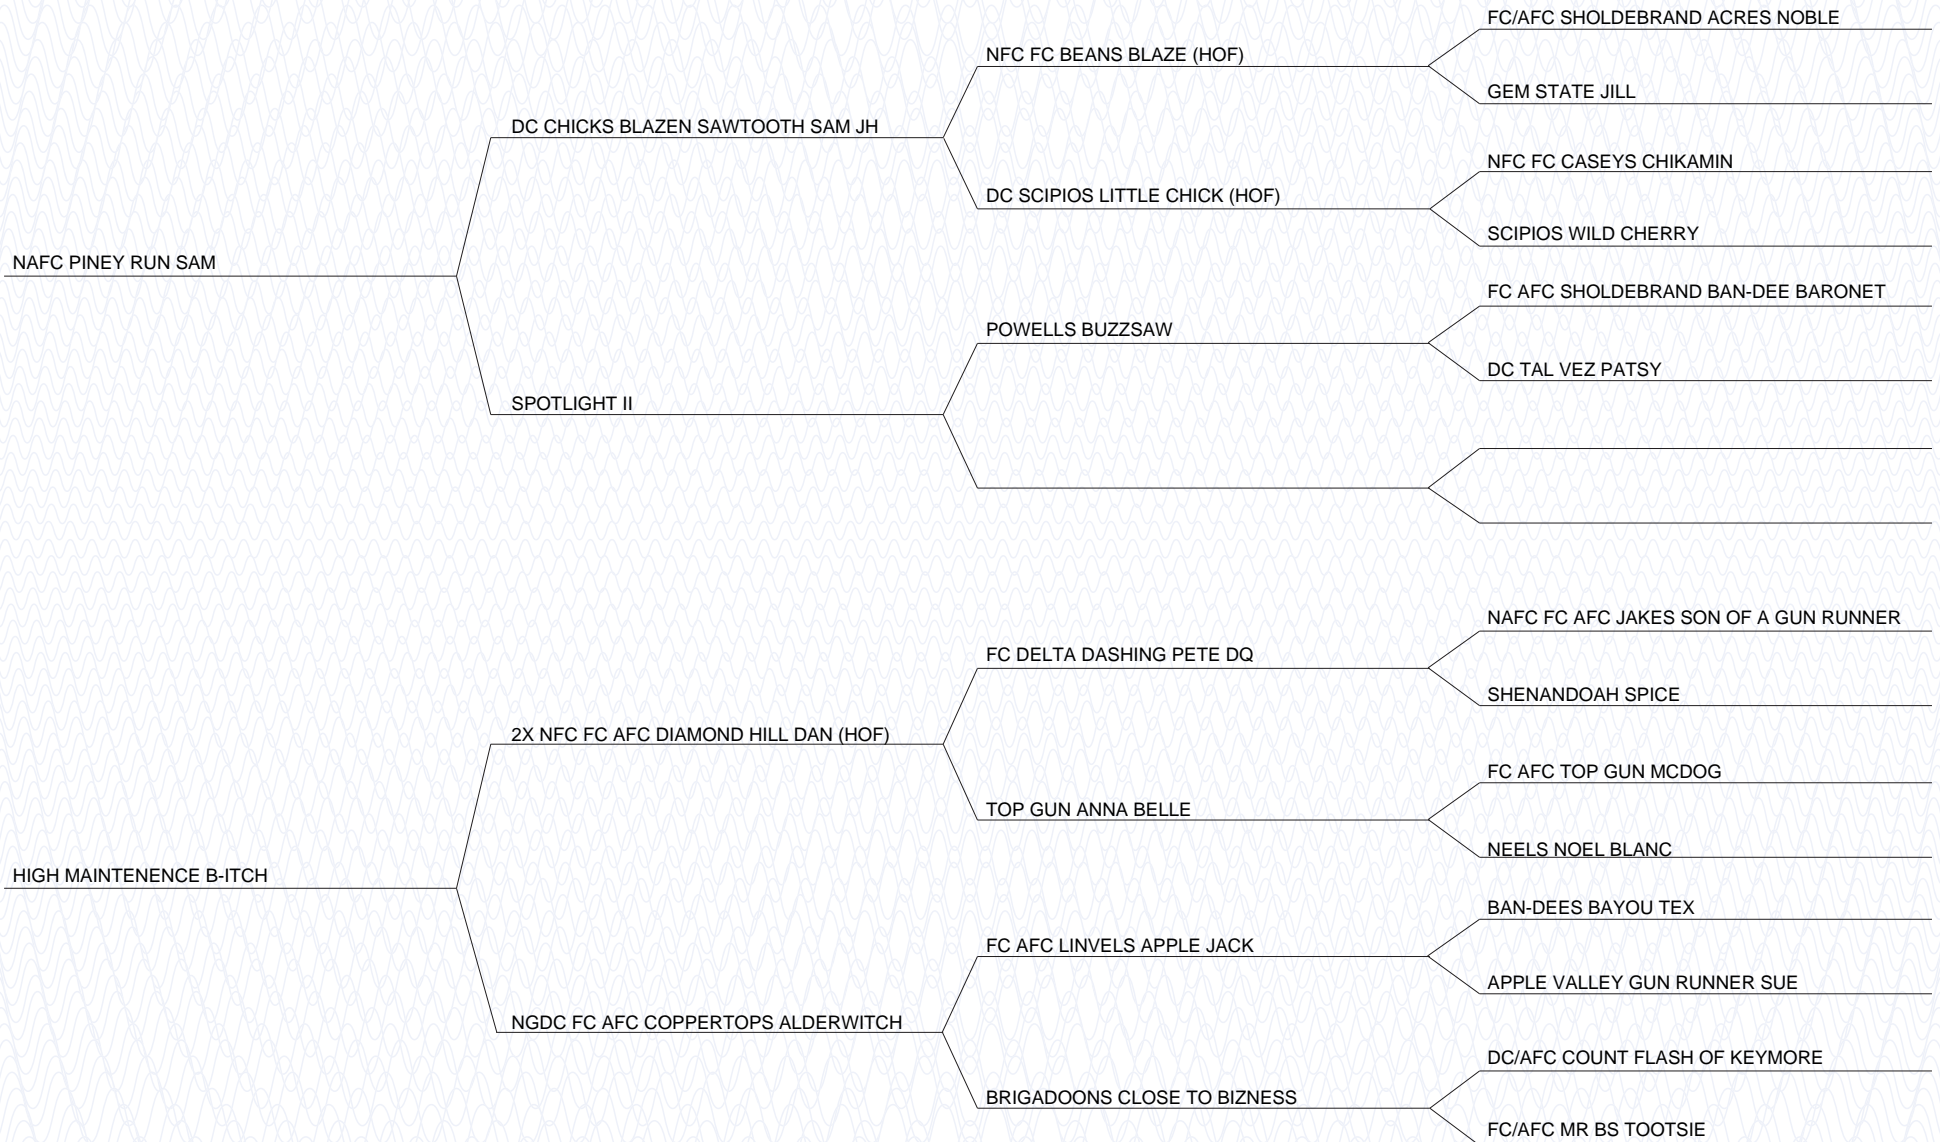 FC/AFC SHOLDEBRAND ACRES NOBLE
NFC FC BEANS BLAZE (HOF)
GEM STATE JILL
DC CHICKS BLAZEN SAWTOOTH SAM JH
NFC FC CASEYS CHIKAMIN
DC SCIPIOS LITTLE CHICK (HOF)
SCIPIOS WILD CHERRY
NAFC PINEY RUN SAM
FC AFC SHOLDEBRAND BAN-DEE BARONET
POWELLS BUZZSAW
DC TAL VEZ PATSY
SPOTLIGHT II
NAFC FC AFC JAKES SON OF A GUN RUNNER
FC DELTA DASHING PETE DQ
SHENANDOAH SPICE
2X NFC FC AFC DIAMOND HILL DAN (HOF)
FC AFC TOP GUN MCDOG
TOP GUN ANNA BELLE
NEELS NOEL BLANC
HIGH MAINTENENCE B-ITCH
BAN-DEES BAYOU TEX
FC AFC LINVELS APPLE JACK
APPLE VALLEY GUN RUNNER SUE
NGDC FC AFC COPPERTOPS ALDERWITCH
DC/AFC COUNT FLASH OF KEYMORE
BRIGADOONS CLOSE TO BIZNESS
FC/AFC MR BS TOOTSIE